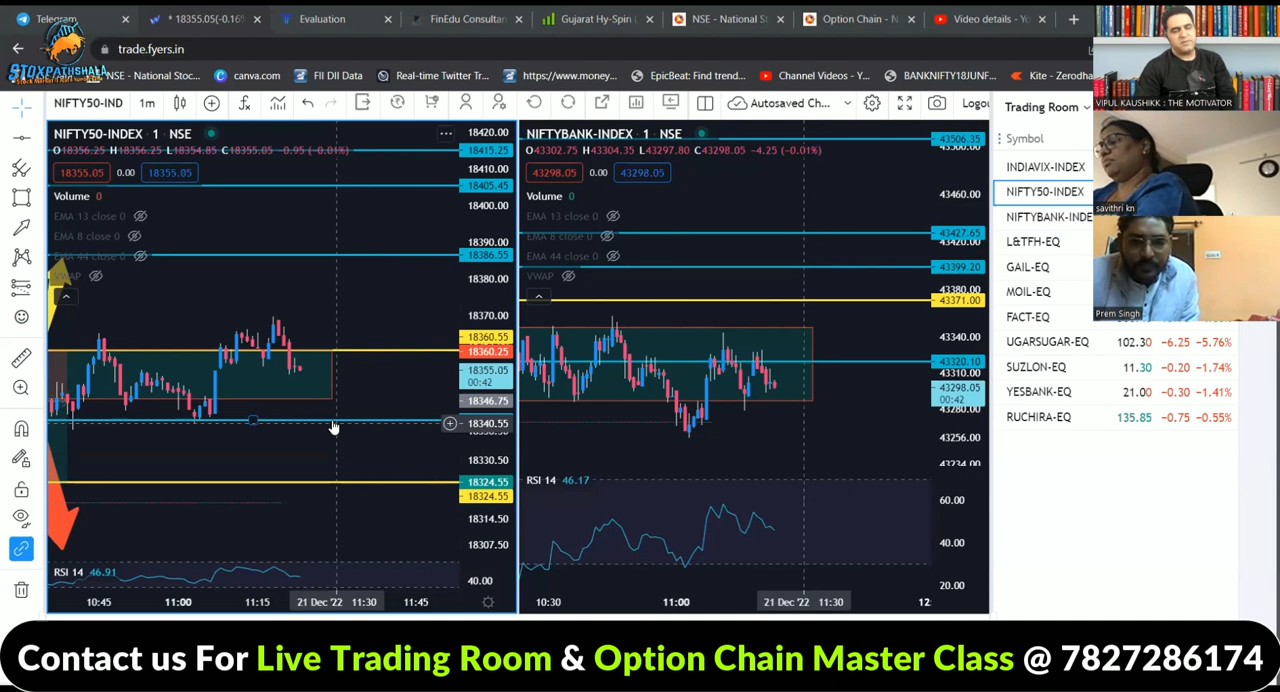 Telegram
* 18355.05(-0.16%
Evaluation
FinEdu Consultan
Gujarat Hy-Spin
NSE - National St
Option Chain - N
Video details - Yo
trade.fyers.in
STOXPATHSHALA
NSE - National Stoc...
canva.com
FII DII Data
Real-time Twitter Tr...
https://www.money...
EpicBeat: Find trend...
Channel Videos - Y...
BANKNIFTY18JUNF...
Kite - Zerodha
NIFTY50-IND
1m
Autosaved Ch...
Logou
Trading Room
VIPUL KAUSHIKK : THE MOTIVATOR
savithri kn
Prem Singh
NIFTY50-INDEX 1 NSE
O18356.25 H18356.25 L18354.85 C18355.05 -0.95 (-0.01%)
18355.05 0.00 18355.05
Volume 0
EMA 13 close 0
EMA 8 close 0
EMA 44 close 0
VWAP
18420.00
18415.25
18410.00
18405.45
18400.00
18390.00
18386.55
18380.00
18370.00
18360.55
18360.25
18355.05
00:42
18346.75
18340.55
18330.50
18324.55
18324.55
18314.50
18307.50
RSI 14 46.91
40.00
10:45
11:00
11:15
21 Dec '22 11:30
11:45
NIFTYBANK-INDEX 1 NSE
O43302.75 H43304.35 L43297.80 C43298.05 -4.25 (-0.01%)
43298.05 0.00 43298.05
Volume 0
EMA 13 close 0
EMA 8 close 0
EMA 44 close 0
VWAP
43506.35
43460.00
43427.65
43420.00
43399.20
43380.00
43371.00
43340.00
43320.10
43310.00
43298.05
00:42
43280.00
43256.00
43234.00
RSI 14 46.17
60.00
40.00
20.00
10:30
11:00
21 Dec '22 11:30
12:
Symbol
INDIAVIX-INDEX
NIFTY50-INDEX
NIFTYBANK-INDE
L&TFH-EQ
GAIL-EQ
MOIL-EQ
FACT-EQ
UGARSUGAR-EQ 102.30 -6.25 -5.76%
SUZLON-EQ 11.30 -0.20 -1.74%
YESBANK-EQ 21.00 -0.30 -1.41%
RUCHIRA-EQ 135.85 -0.75 -0.55%
Contact us For Live Trading Room & Option Chain Master Class @ 7827286174